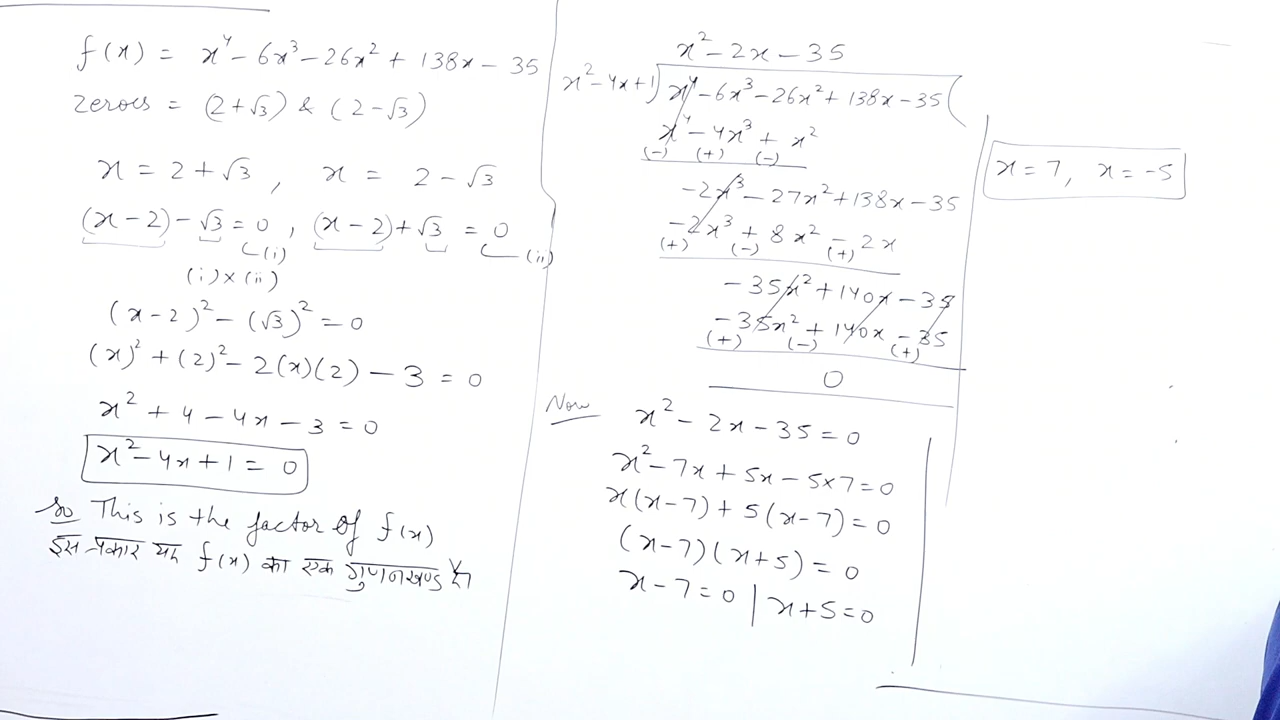 f(x) = x⁴ - 6x³ - 26x² + 138x - 35
zeroes = (2+√3) & (2-√3)
x = 2+√3 , x = 2-√3
(x-2) - √3 = 0 , (x-2) + √3 = 0
(i) (ii)
(i) x (ii)
(x-2)² - (√3)² = 0
(x)² + (2)² - 2(x)(2) - 3 = 0
x² + 4 - 4x - 3 = 0
x² - 4x + 1 = 0
So This is the factor of f(x)
इस प्रकार यह f(x) का एक गुणनखण्ड है।
x² - 2x - 35
x² - 4x + 1) x⁴ - 6x³ - 26x² + 138x - 35 (
x⁴ - 4x³ + x²
(-) (+) (-)
-2x³ - 27x² + 138x - 35
-2x³ + 8x² - 2x
(+) (-) (+)
-35x² + 140x - 35
-35x² + 140x - 35
(+) (-) (+)
0
Now x² - 2x - 35 = 0
x² - 7x + 5x - 5x7 = 0
x(x-7) + 5(x-7) = 0
(x-7)(x+5) = 0
x-7=0 | x+5=0
x = 7, x = -5